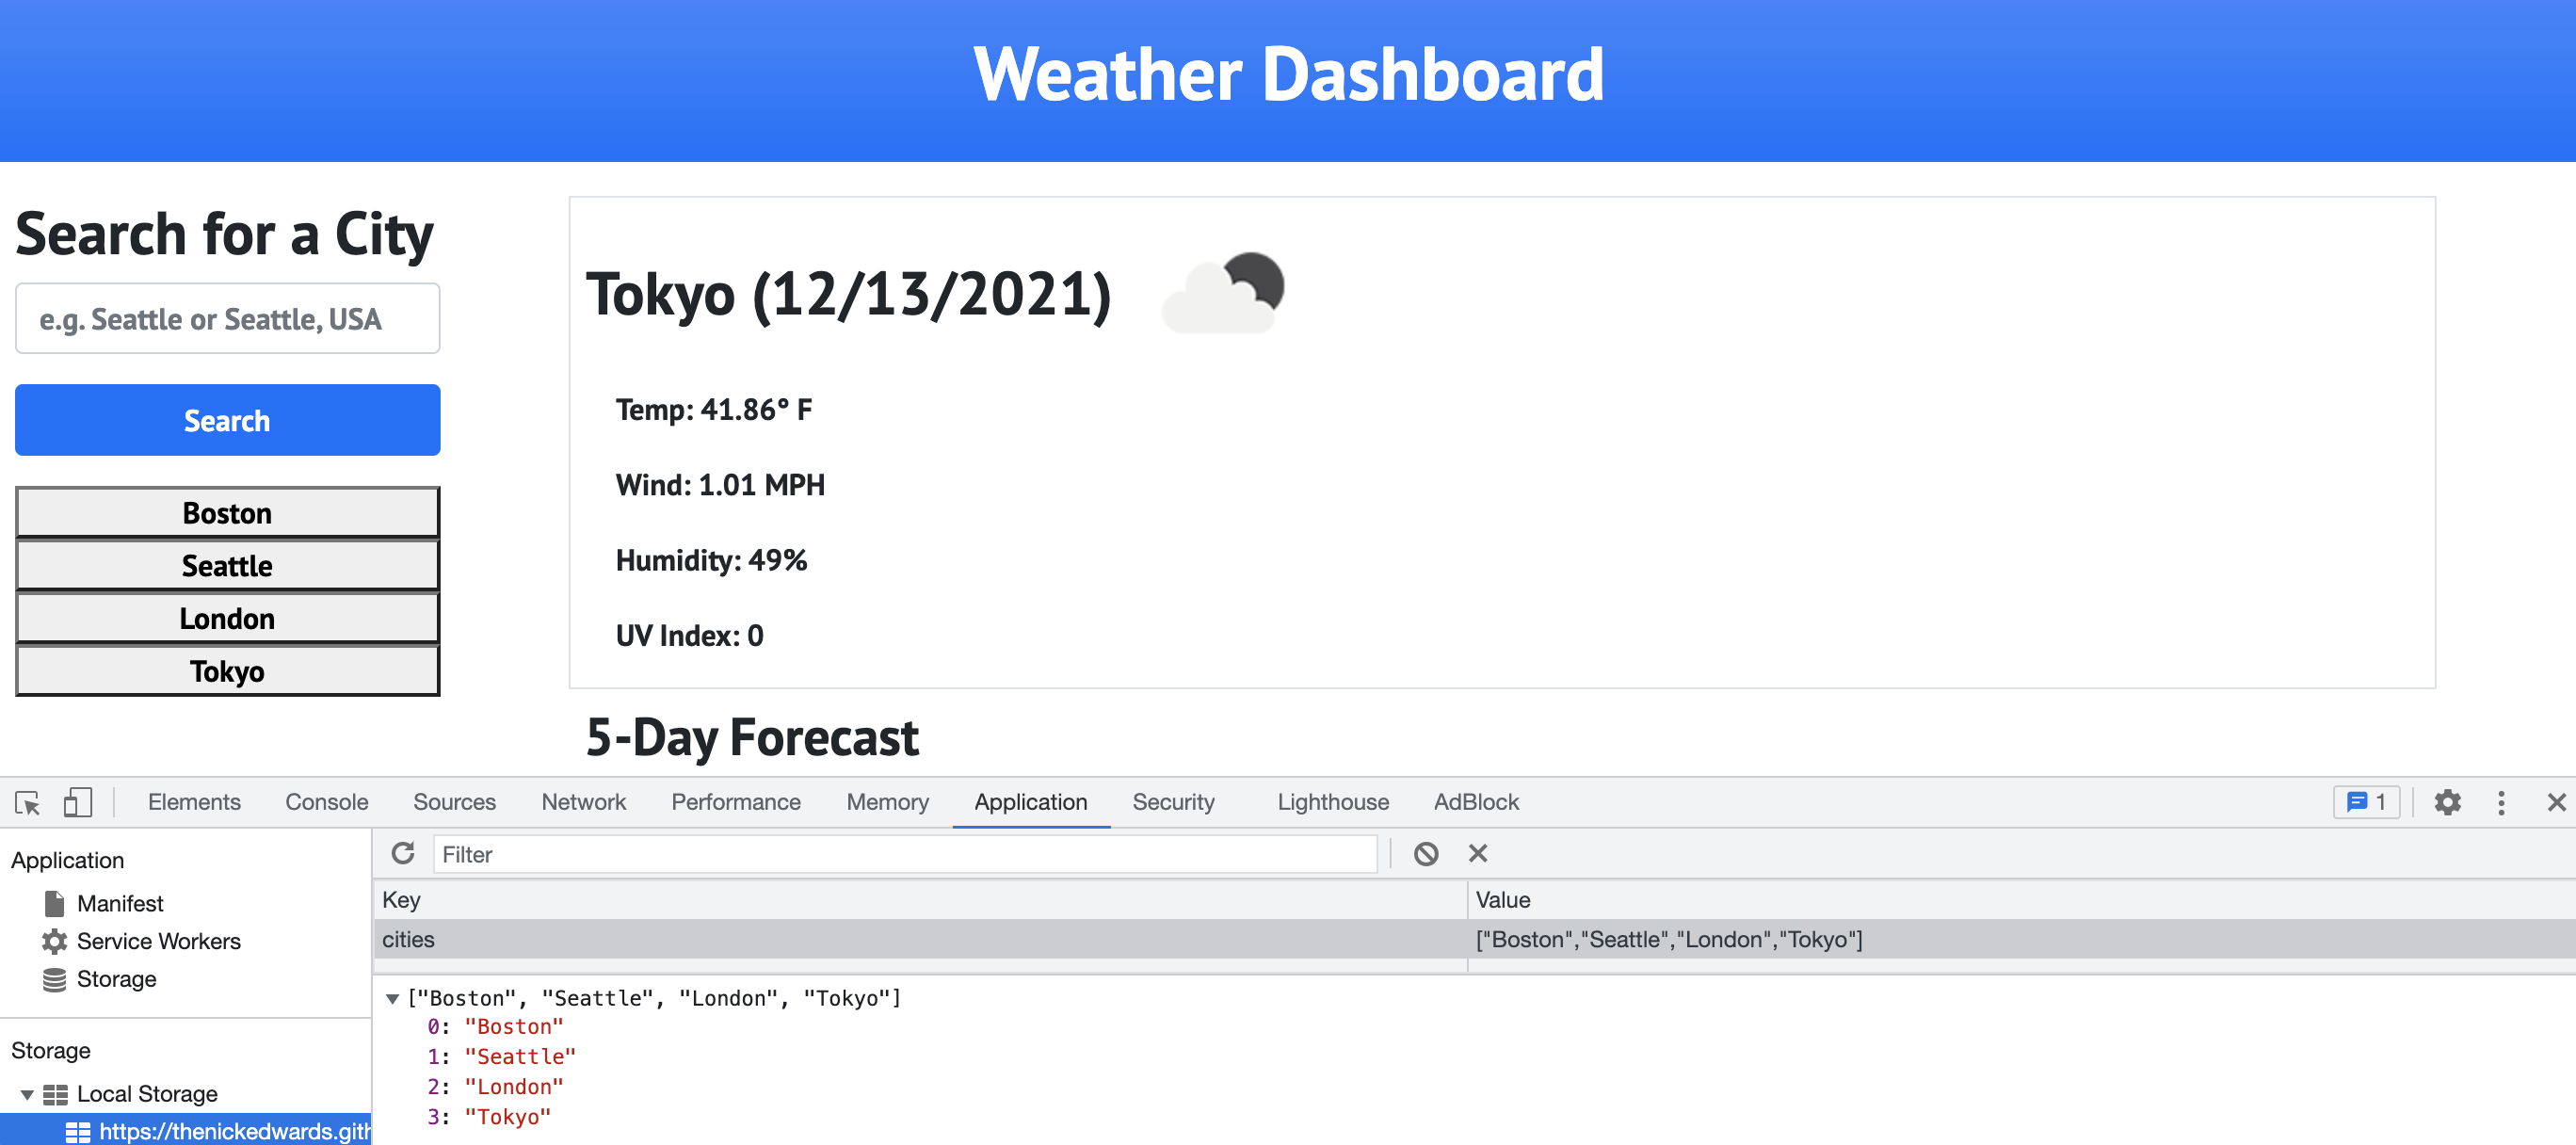 Weather Dashboard
Search for a City
e.g. Seattle or Seattle, USA
Search
Boston
Seattle
London
Tokyo
Tokyo (12/13/2021)
Temp: 41.86° F
Wind: 1.01 MPH
Humidity: 49%
UV Index: 0
5-Day Forecast
Elements Console Sources Network Performance Memory Application Security Lighthouse AdBlock 1
Application
Manifest
Service Workers
Storage
Storage
Local Storage
https://thenickedwards.gith
Filter
Key Value
cities ["Boston","Seattle","London","Tokyo"]
["Boston", "Seattle", "London", "Tokyo"]
0: "Boston"
1: "Seattle"
2: "London"
3: "Tokyo"